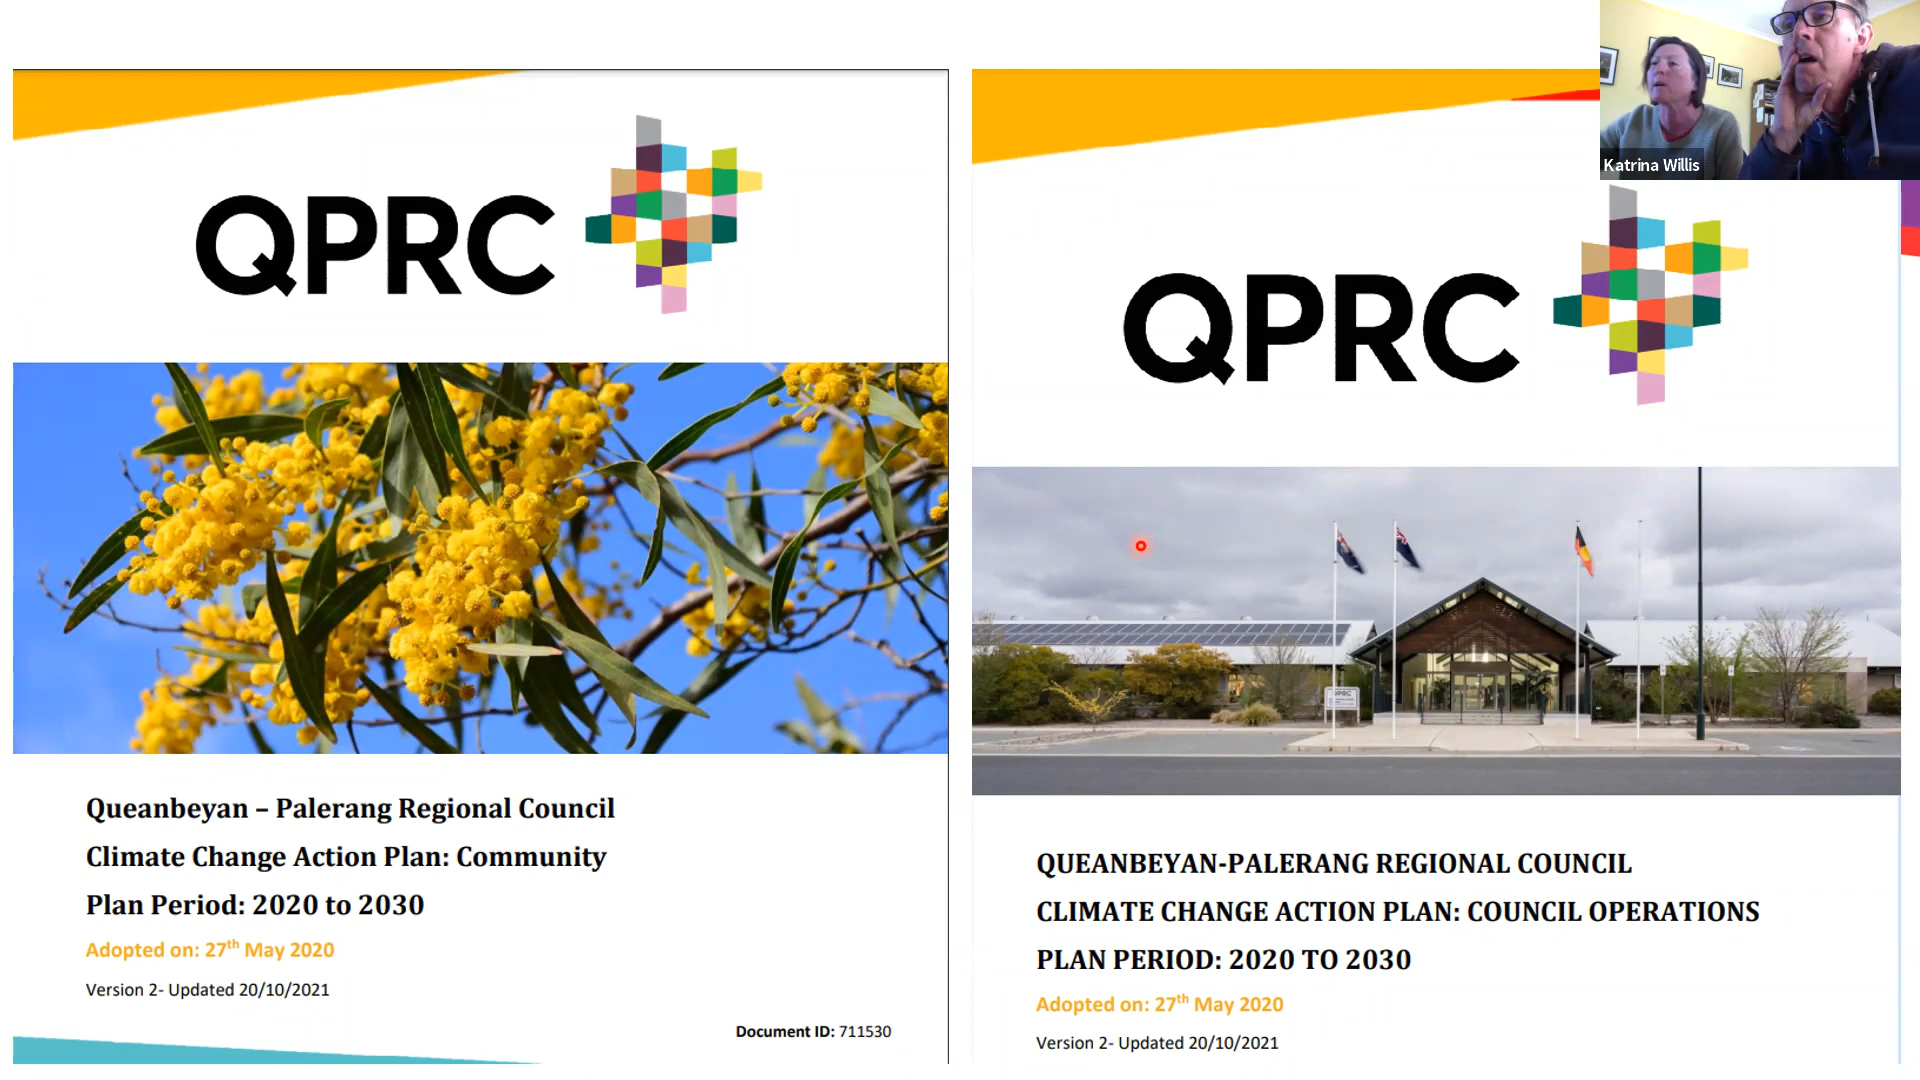 QPRC
Queanbeyan – Palerang Regional Council
Climate Change Action Plan: Community
Plan Period: 2020 to 2030
Adopted on: 27th May 2020
Version 2- Updated 20/10/2021
Document ID: 711530
Katrina Willis
QPRC
QPRC
QUEANBEYAN-PALERANG REGIONAL COUNCIL
CLIMATE CHANGE ACTION PLAN: COUNCIL OPERATIONS
PLAN PERIOD: 2020 TO 2030
Adopted on: 27th May 2020
Version 2- Updated 20/10/2021